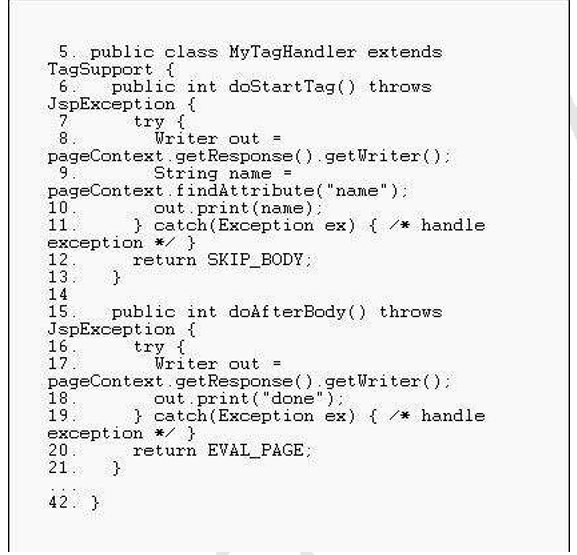 5. public class MyTagHandler extends
TagSupport {
6. public int doStartTag() throws
JspException {
7 try {
8. Writer out =
pageContext.getResponse().getWriter();
9. String name =
pageContext.findAttribute("name");
10. out.print(name);
11. } catch(Exception ex) { /* handle
exception */ }
12. return SKIP_BODY;
13. }
14
15. public int doAfterBody() throws
JspException {
16. try {
17. Writer out =
pageContext.getResponse().getWriter();
18. out.print("done");
19. } catch(Exception ex) { /* handle
exception */ }
20. return EVAL_PAGE;
21. }
...
42. }